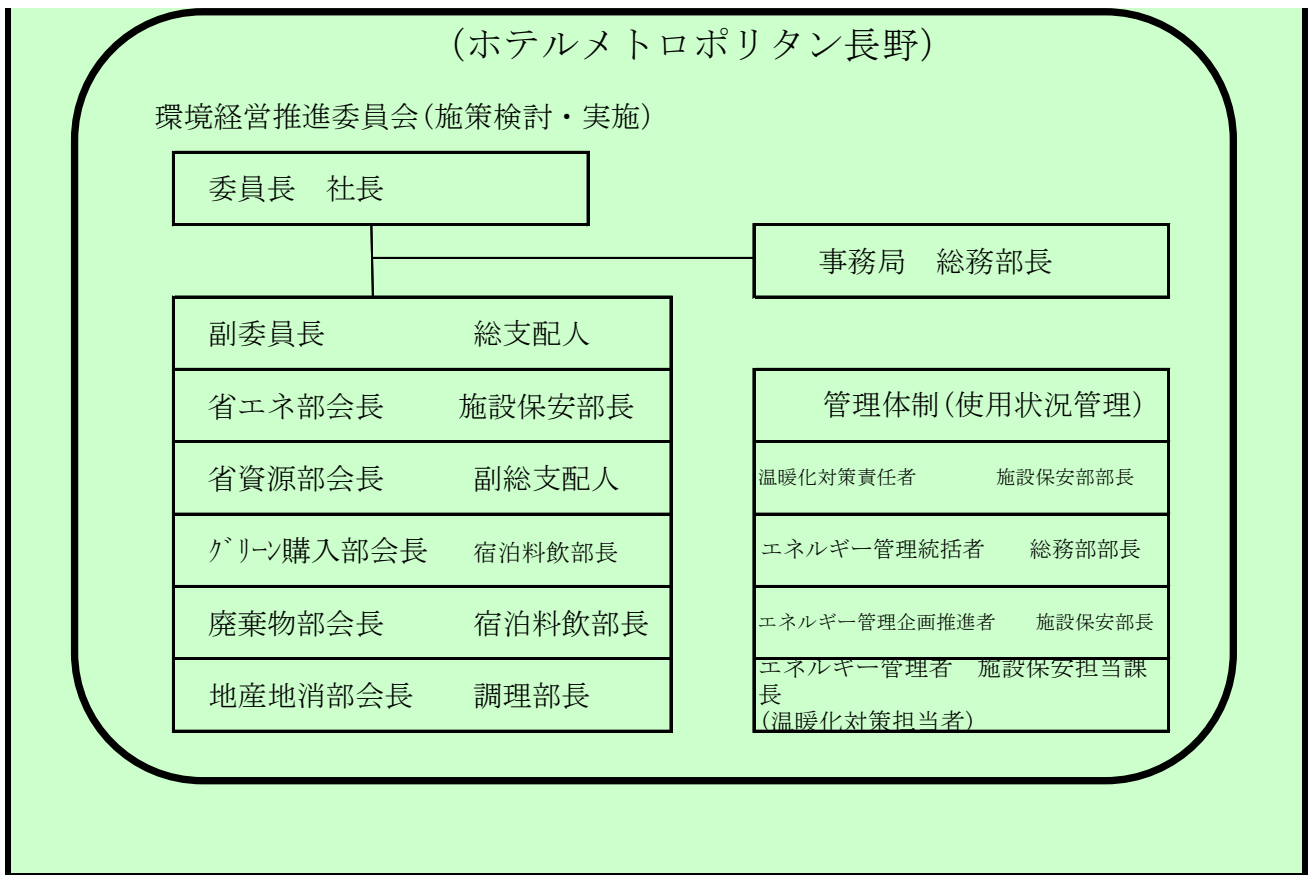 (ホテルメトロポリタン長野)
環境経営推進委員会(施策検討・実施)
委員長　社長
事務局　総務部長
副委員長　総支配人
省エネ部会長　施設保安部長
省資源部会長　副総支配人
ｸﾞﾘｰﾝ購入部会長　宿泊料飲部長
廃棄物部会長　宿泊料飲部長
地産地消部会長　調理部長
管理体制(使用状況管理)
温暖化対策責任者　施設保安部部長
エネルギー管理統括者　総務部部長
エネルギー管理企画推進者　施設保安部長
エネルギー管理者　施設保安担当課
長
(温暖化対策担当者)